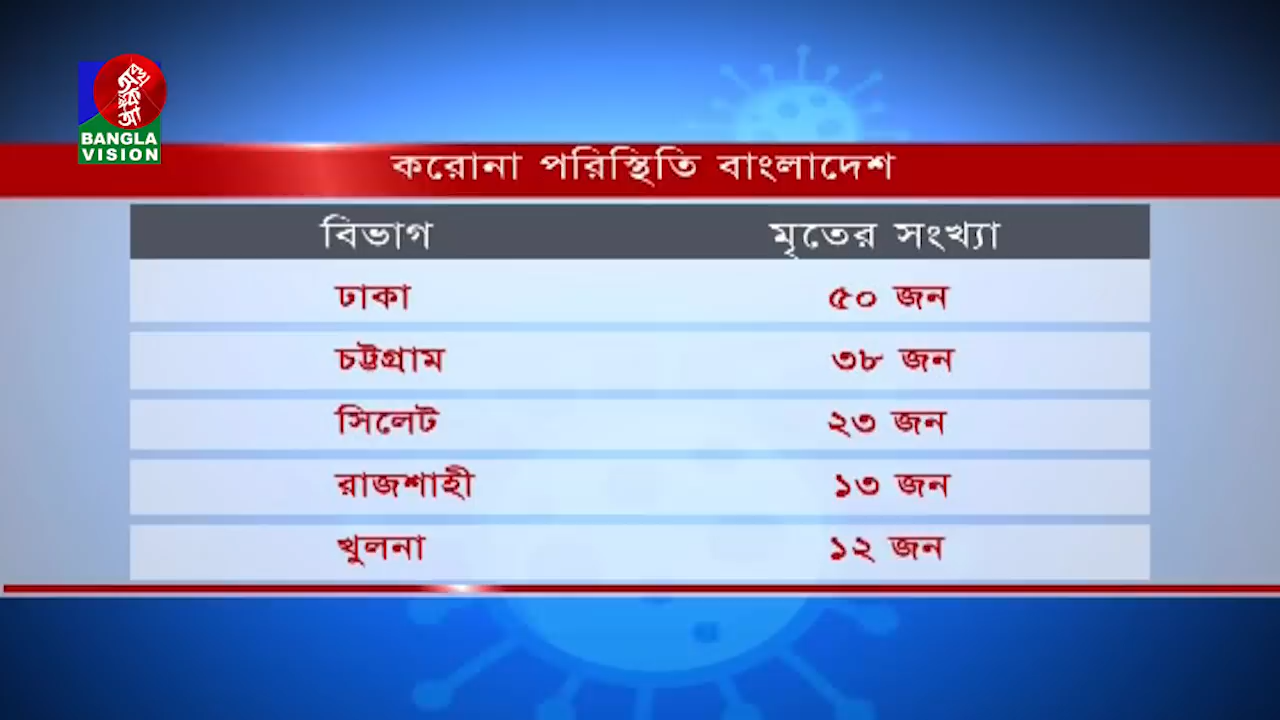 BANGLA
VISION
করোনা পরিস্থিতি বাংলাদেশ
বিভাগ মৃতের সংখ্যা
ঢাকা ৫০ জন
চট্টগ্রাম ৩৮ জন
সিলেট ২৩ জন
রাজশাহী ১৩ জন
খুলনা ১২ জন